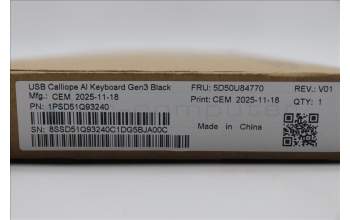 USB Calliope AI Keyboard Gen3 Black
FRU: 5D50U84770
REV.: V01
Mfg.: CEM 2025-11-18
Print: CEM 2025-11-18
QTY: 1
PN: 1PSD51Q93240
SN: 8SSD51Q93240C1DG5BJA00C
Made in China